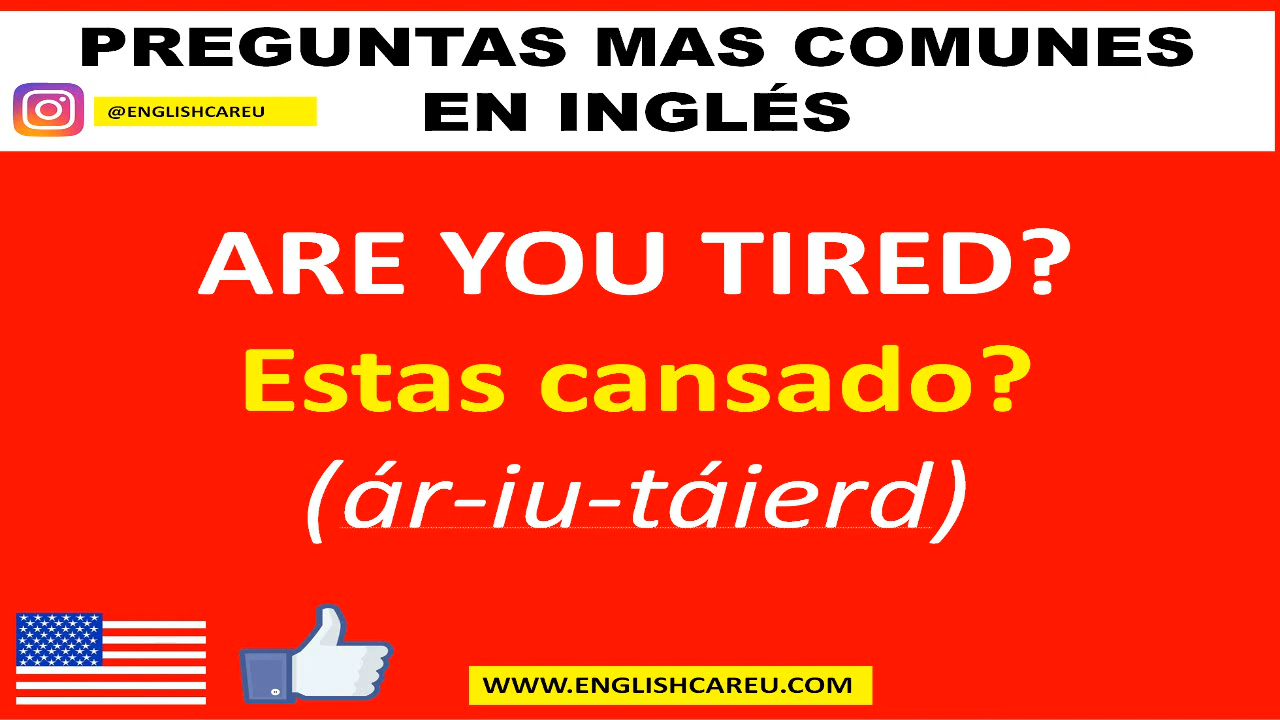 PREGUNTAS MAS COMUNES
EN INGLÉS
@ENGLISHCAREU
ARE YOU TIRED?
Estas cansado?
(ár-iu-táierd)
WWW.ENGLISHCAREU.COM